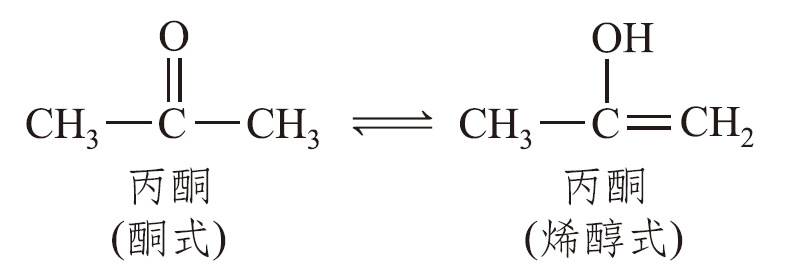 O OH
CH₃—C—CH₃ ⇌ CH₃—C=CH₂
丙酮 丙酮
(酮式) (烯醇式)